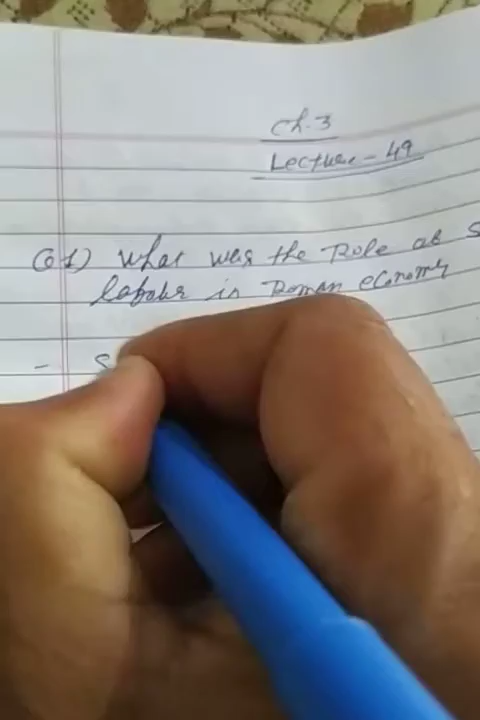 Ch.3
Lecture - 49
Q1) What was the Role of S
labour in Roman economy
- S